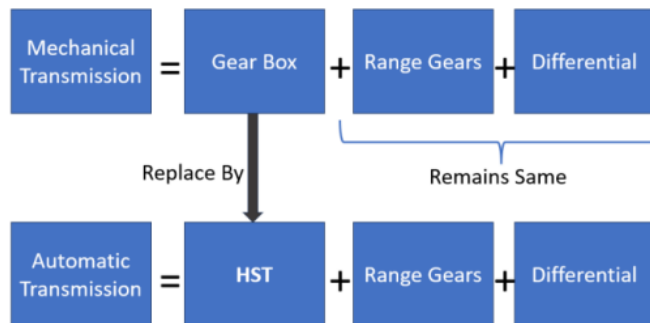 Mechanical
Transmission
=
Gear Box
+
Range Gears
+
Differential
Replace By
Remains Same
Automatic
Transmission
=
HST
+
Range Gears
+
Differential